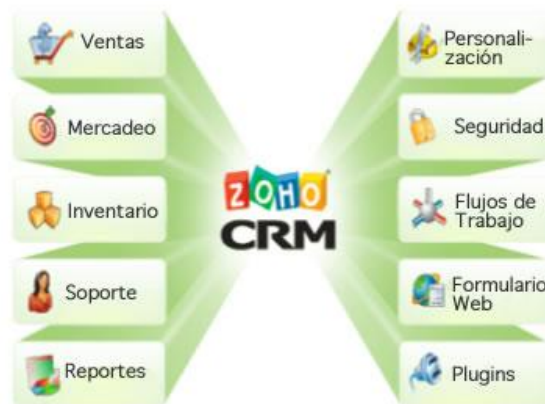 Ventas
Mercadeo
Inventario
Soporte
Reportes
ZOHO
CRM
Personali-
zación
Seguridad
Flujos de
Trabajo
Formulario
Web
Plugins